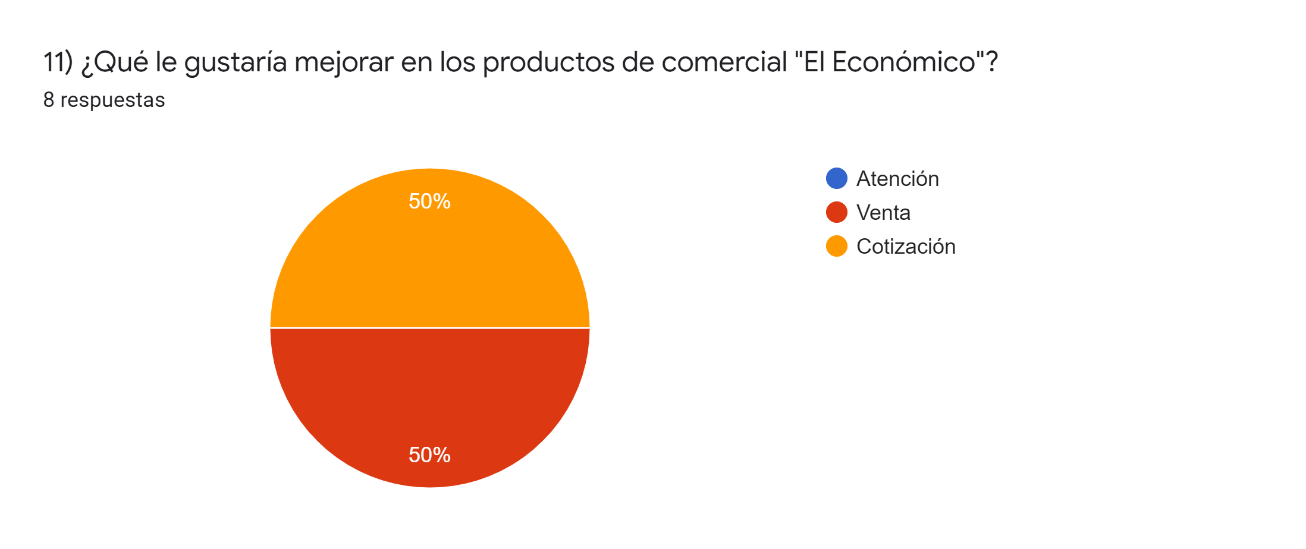 11) ¿Qué le gustaría mejorar en los productos de comercial "El Económico"?
8 respuestas
50%
50%
Atención
Venta
Cotización